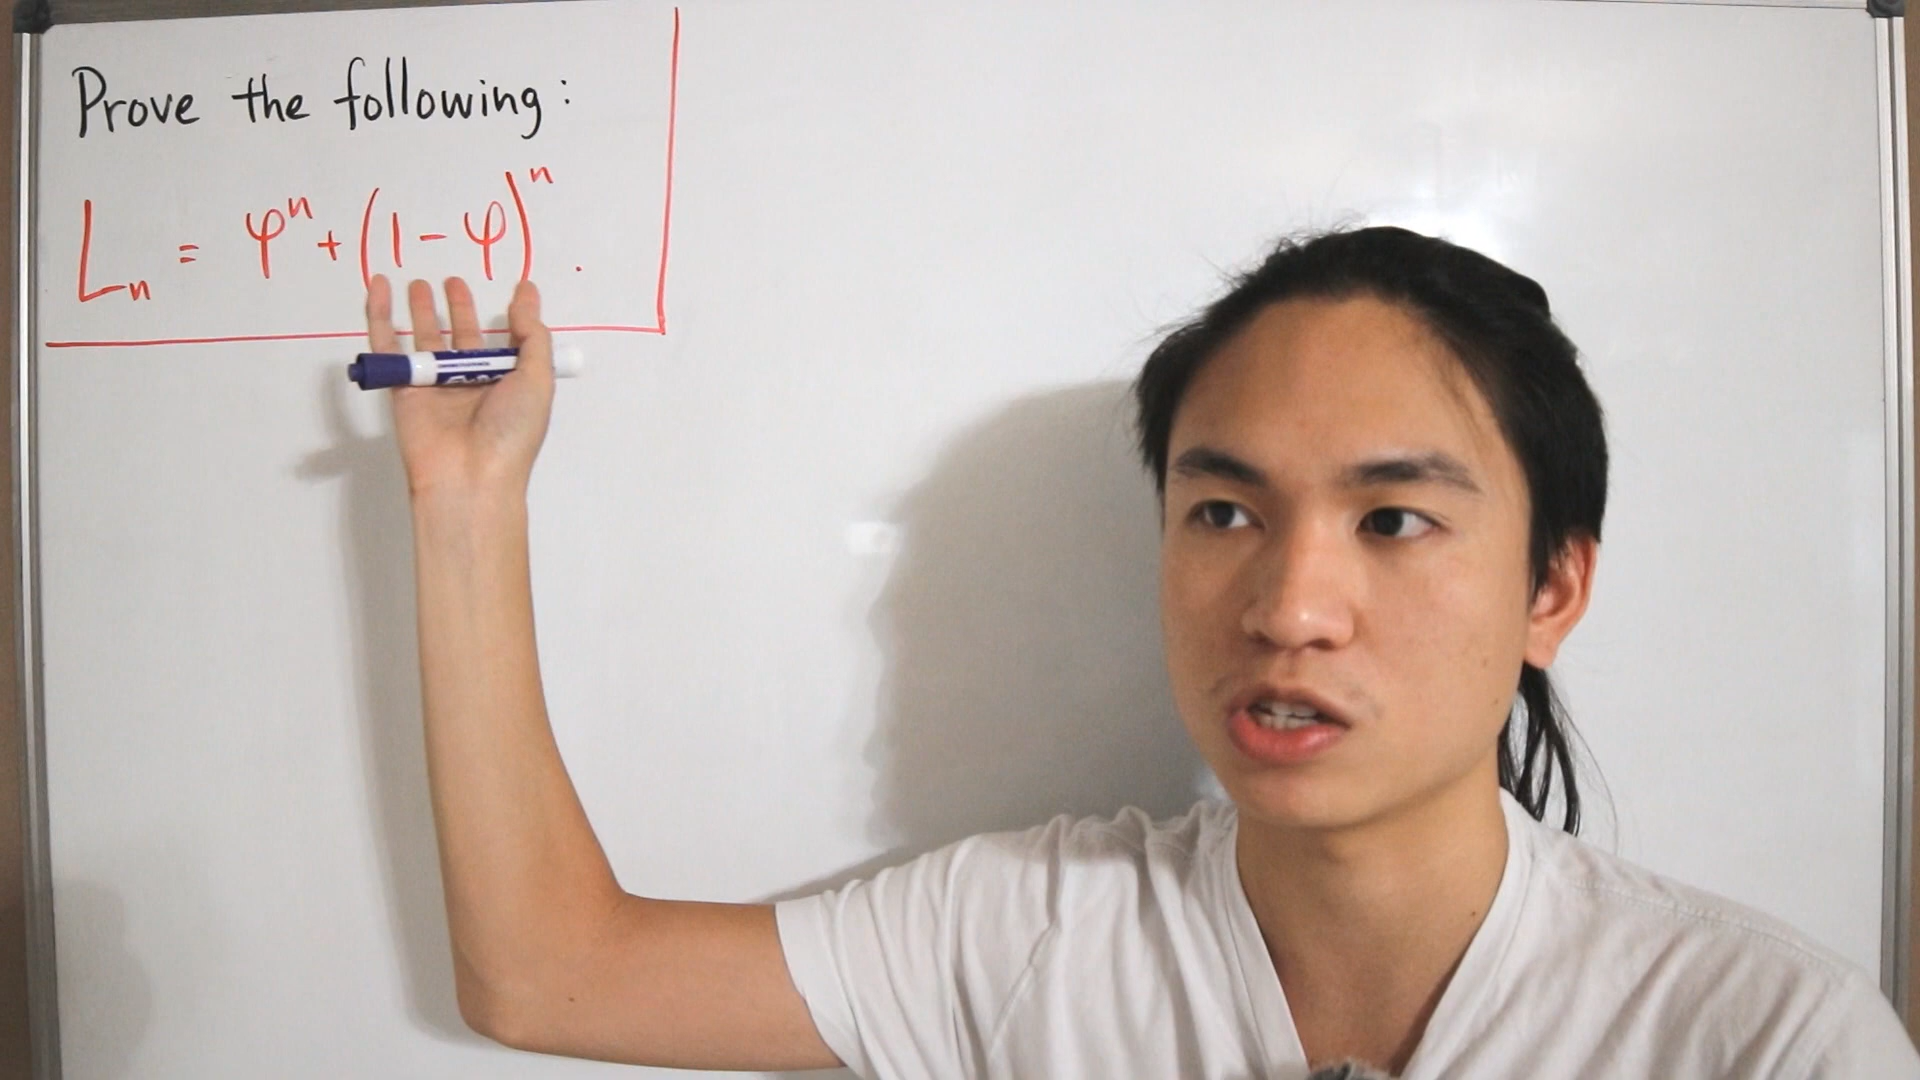 Prove the following:
Lₙ = φⁿ + (1 - φ)ⁿ.